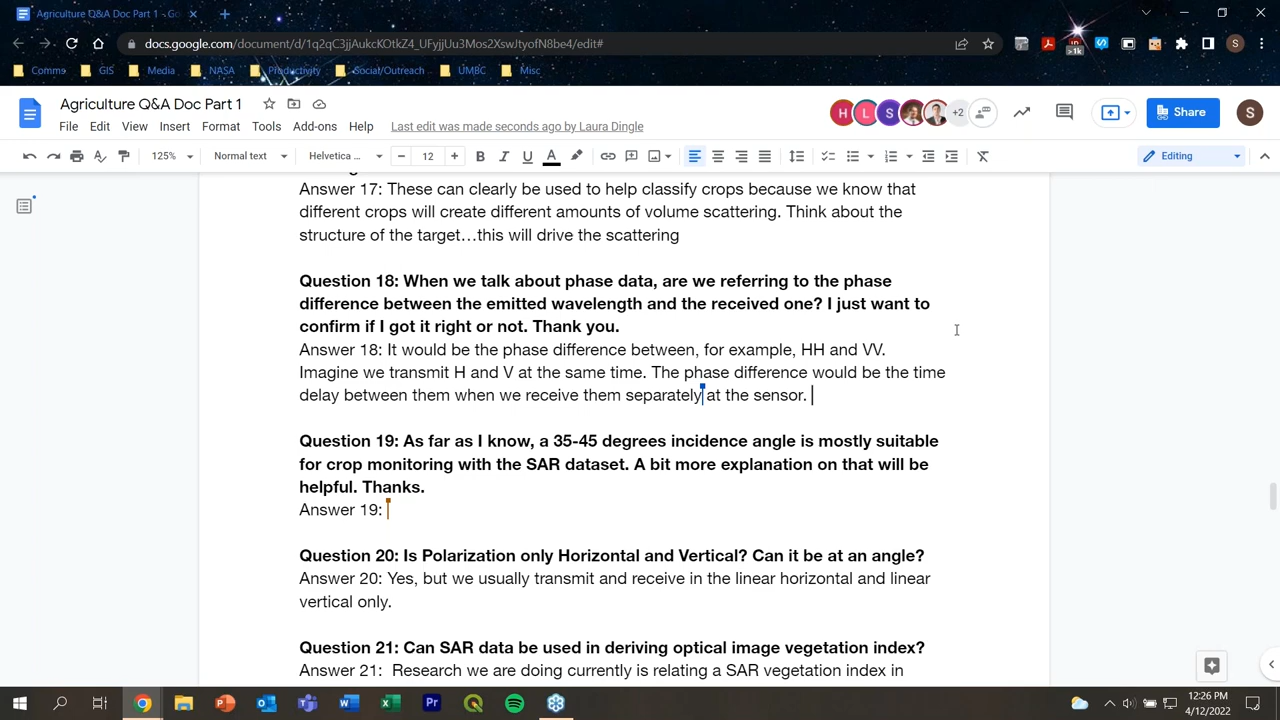 Agriculture Q&A Doc Part 1 - Go
docs.google.com/document/d/1q2qC3jjAukcKOtkZ4_UFyjjUu3Mos2XswJtyofN8be4/edit#
>1k
S
Comms GIS Media NASA Productivity Social/Outreach UMBC Misc
Agriculture Q&A Doc Part 1
H L S +2 Share S
File Edit View Insert Format Tools Add-ons Help Last edit was made seconds ago by Laura Dingle
125% Normal text Helvetica ... 12 B I U A Editing
Answer 17: These can clearly be used to help classify crops because we know that
different crops will create different amounts of volume scattering. Think about the
structure of the target…this will drive the scattering
Question 18: When we talk about phase data, are we referring to the phase
difference between the emitted wavelength and the received one? I just want to
confirm if I got it right or not. Thank you.
Answer 18: It would be the phase difference between, for example, HH and VV.
Imagine we transmit H and V at the same time. The phase difference would be the time
delay between them when we receive them separately at the sensor.
Question 19: As far as I know, a 35-45 degrees incidence angle is mostly suitable
for crop monitoring with the SAR dataset. A bit more explanation on that will be
helpful. Thanks.
Answer 19:
Question 20: Is Polarization only Horizontal and Vertical? Can it be at an angle?
Answer 20: Yes, but we usually transmit and receive in the linear horizontal and linear
vertical only.
Question 21: Can SAR data be used in deriving optical image vegetation index?
Answer 21: Research we are doing currently is relating a SAR vegetation index in
12:26 PM
4/12/2022